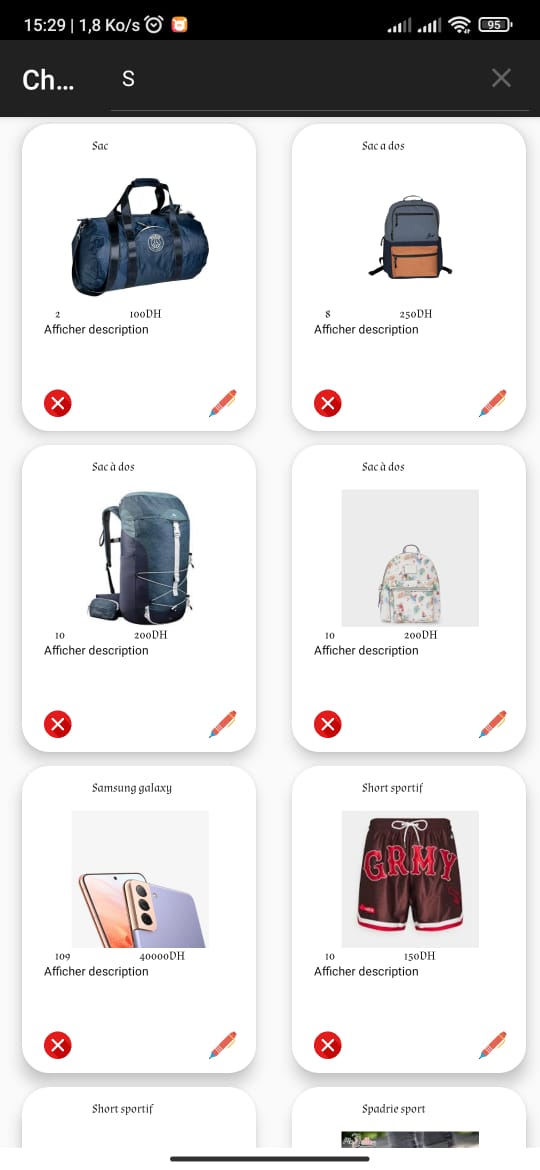 15:29 | 1,8 Ko/s
95
Ch...
S
Sac
2 100DH
Afficher description
Sac a dos
8 250DH
Afficher description
Sac à dos
10 200DH
Afficher description
Sac à dos
10 200DH
Afficher description
Samsung galaxy
109 40000DH
Afficher description
Short sportif
GRMY
10 150DH
Afficher description
Short sportif
Spadrie sport